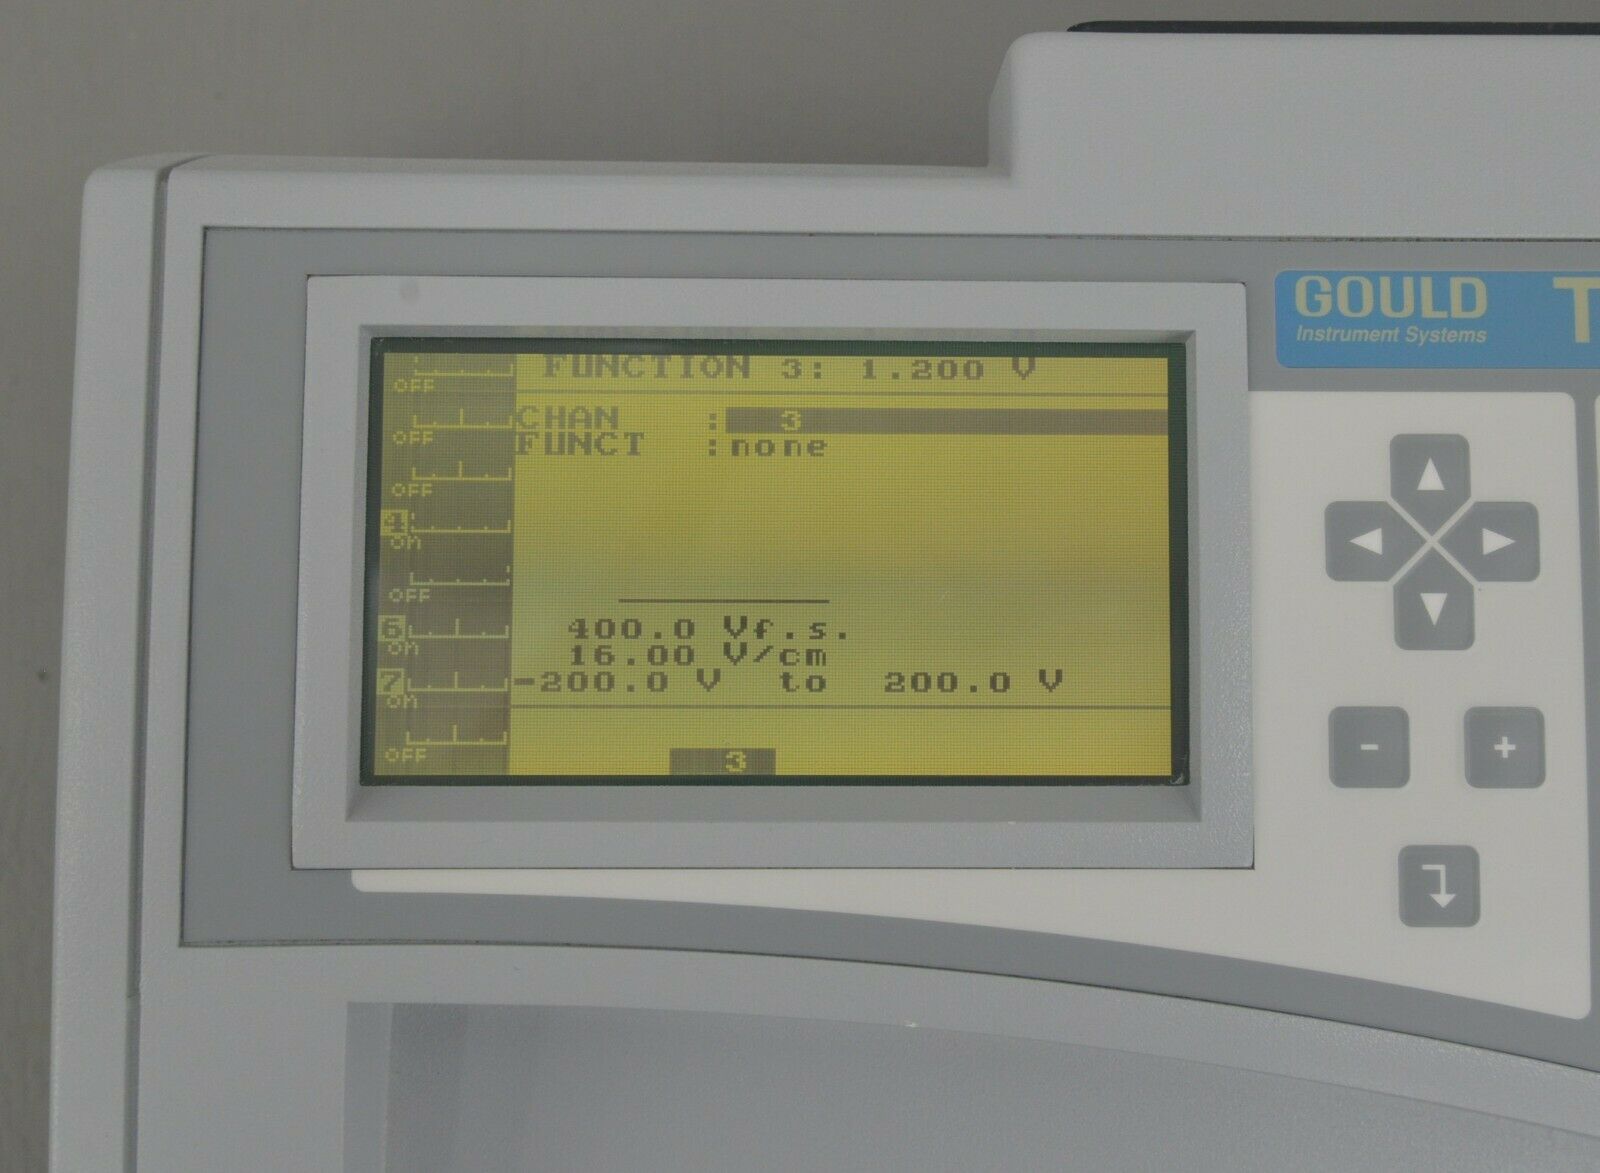 GOULD T
Instrument Systems
FUNCTION 3: 1.200 V
CHAN : 3
FUNCT : none
400.0 Vf.s.
16.00 V/cm
-200.0 V to 200.0 V
3
OFF
OFF
OFF
4
on
OFF
6
on
7
on
OFF
- +